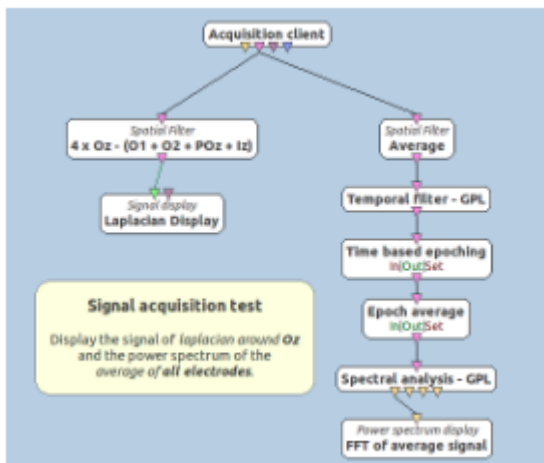 Acquisition client
Spatial Filter
4 x Oz - (O1 + O2 + POz + Iz)
Signal display
Laplacian Display
Spatial Filter
Average
Temporal filter - GPL
Time based epoching
In|Out|Set
Epoch average
In|Out|Set
Spectral analysis - GPL
Power spectrum display
FFT of average signal
Signal acquisition test
Display the signal of laplacian around Oz
and the power spectrum of the
average of all electrodes.